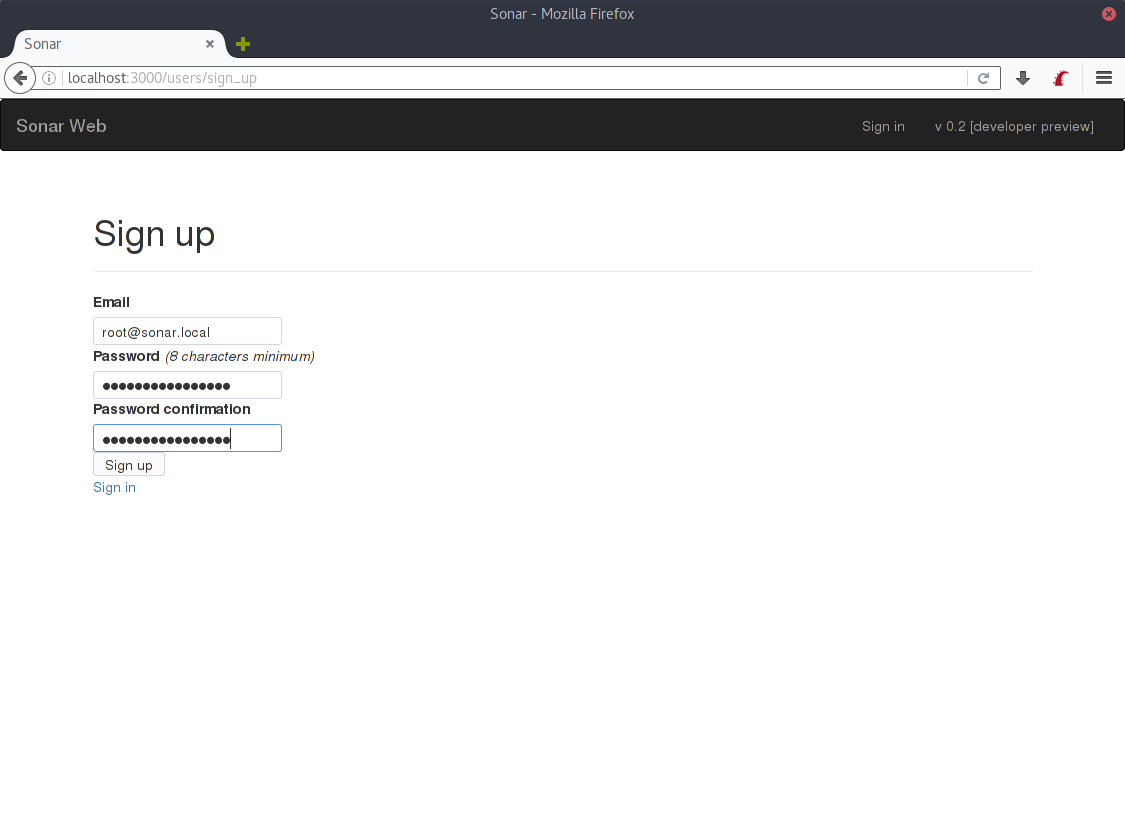 Sonar - Mozilla Firefox
Sonar
localhost:3000/users/sign_up
Sonar Web Sign in v 0.2 [developer preview]
Sign up
Email
root@sonar.local
Password (8 characters minimum)
●●●●●●●●●●●●●●●●
Password confirmation
●●●●●●●●●●●●●●●●
Sign up
Sign in